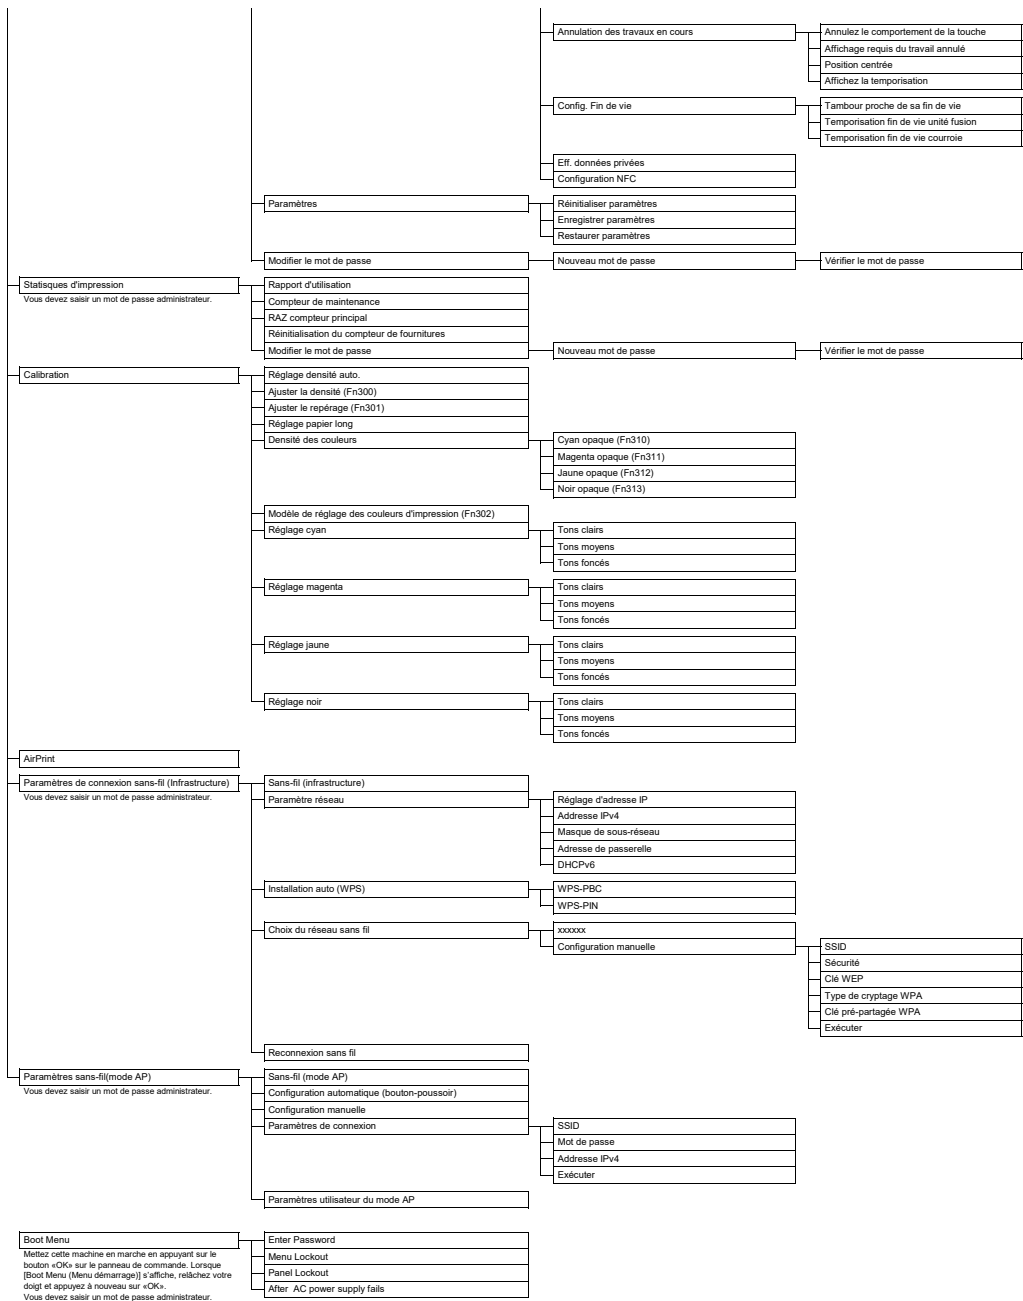 Annulation des travaux en cours
Annulez le comportement de la touche
Affichage requis du travail annulé
Position centrée
Affichez la temporisation
Config. Fin de vie
Tambour proche de sa fin de vie
Temporisation fin de vie unité fusion
Temporisation fin de vie courroie
Eff. données privées
Configuration NFC
Paramètres
Réinitialiser paramètres
Enregistrer paramètres
Restaurer paramètres
Modifier le mot de passe
Nouveau mot de passe
Vérifier le mot de passe
Statisques d'impression
Vous devez saisir un mot de passe administrateur.
Rapport d'utilisation
Compteur de maintenance
RAZ compteur principal
Réinitialisation du compteur de fournitures
Modifier le mot de passe
Nouveau mot de passe
Vérifier le mot de passe
Calibration
Réglage densité auto.
Ajuster la densité (Fn300)
Ajuster le repérage (Fn301)
Réglage papier long
Densité des couleurs
Cyan opaque (Fn310)
Magenta opaque (Fn311)
Jaune opaque (Fn312)
Noir opaque (Fn313)
Modèle de réglage des couleurs d'impression (Fn302)
Réglage cyan
Tons clairs
Tons moyens
Tons foncés
Réglage magenta
Tons clairs
Tons moyens
Tons foncés
Réglage jaune
Tons clairs
Tons moyens
Tons foncés
Réglage noir
Tons clairs
Tons moyens
Tons foncés
AirPrint
Paramètres de connexion sans-fil (Infrastructure)
Vous devez saisir un mot de passe administrateur.
Sans-fil (infrastructure)
Paramètre réseau
Réglage d'adresse IP
Addresse IPv4
Masque de sous-réseau
Adresse de passerelle
DHCPv6
Installation auto (WPS)
WPS-PBC
WPS-PIN
Choix du réseau sans fil
xxxxxx
Configuration manuelle
SSID
Sécurité
Clé WEP
Type de cryptage WPA
Clé pré-partagée WPA
Exécuter
Reconnexion sans fil
Paramètres sans-fil(mode AP)
Vous devez saisir un mot de passe administrateur.
Sans-fil (mode AP)
Configuration automatique (bouton-poussoir)
Configuration manuelle
Paramètres de connexion
SSID
Mot de passe
Addresse IPv4
Exécuter
Paramètres utilisateur du mode AP
Boot Menu
Mettez cette machine en marche en appuyant sur le
bouton «OK» sur le panneau de commande. Lorsque
[Boot Menu (Menu démarrage)] s'affiche, relâchez votre
doigt et appuyez à nouveau sur «OK».
Vous devez saisir un mot de passe administrateur.
Enter Password
Menu Lockout
Panel Lockout
After  AC power supply fails